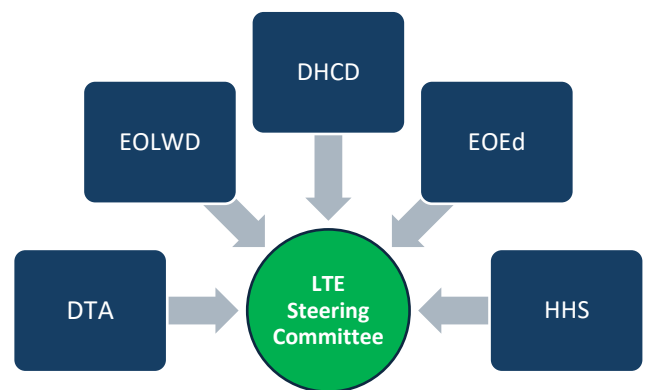 DHCD
EOLWD
EOEd
DTA
LTE
Steering
Committee
HHS